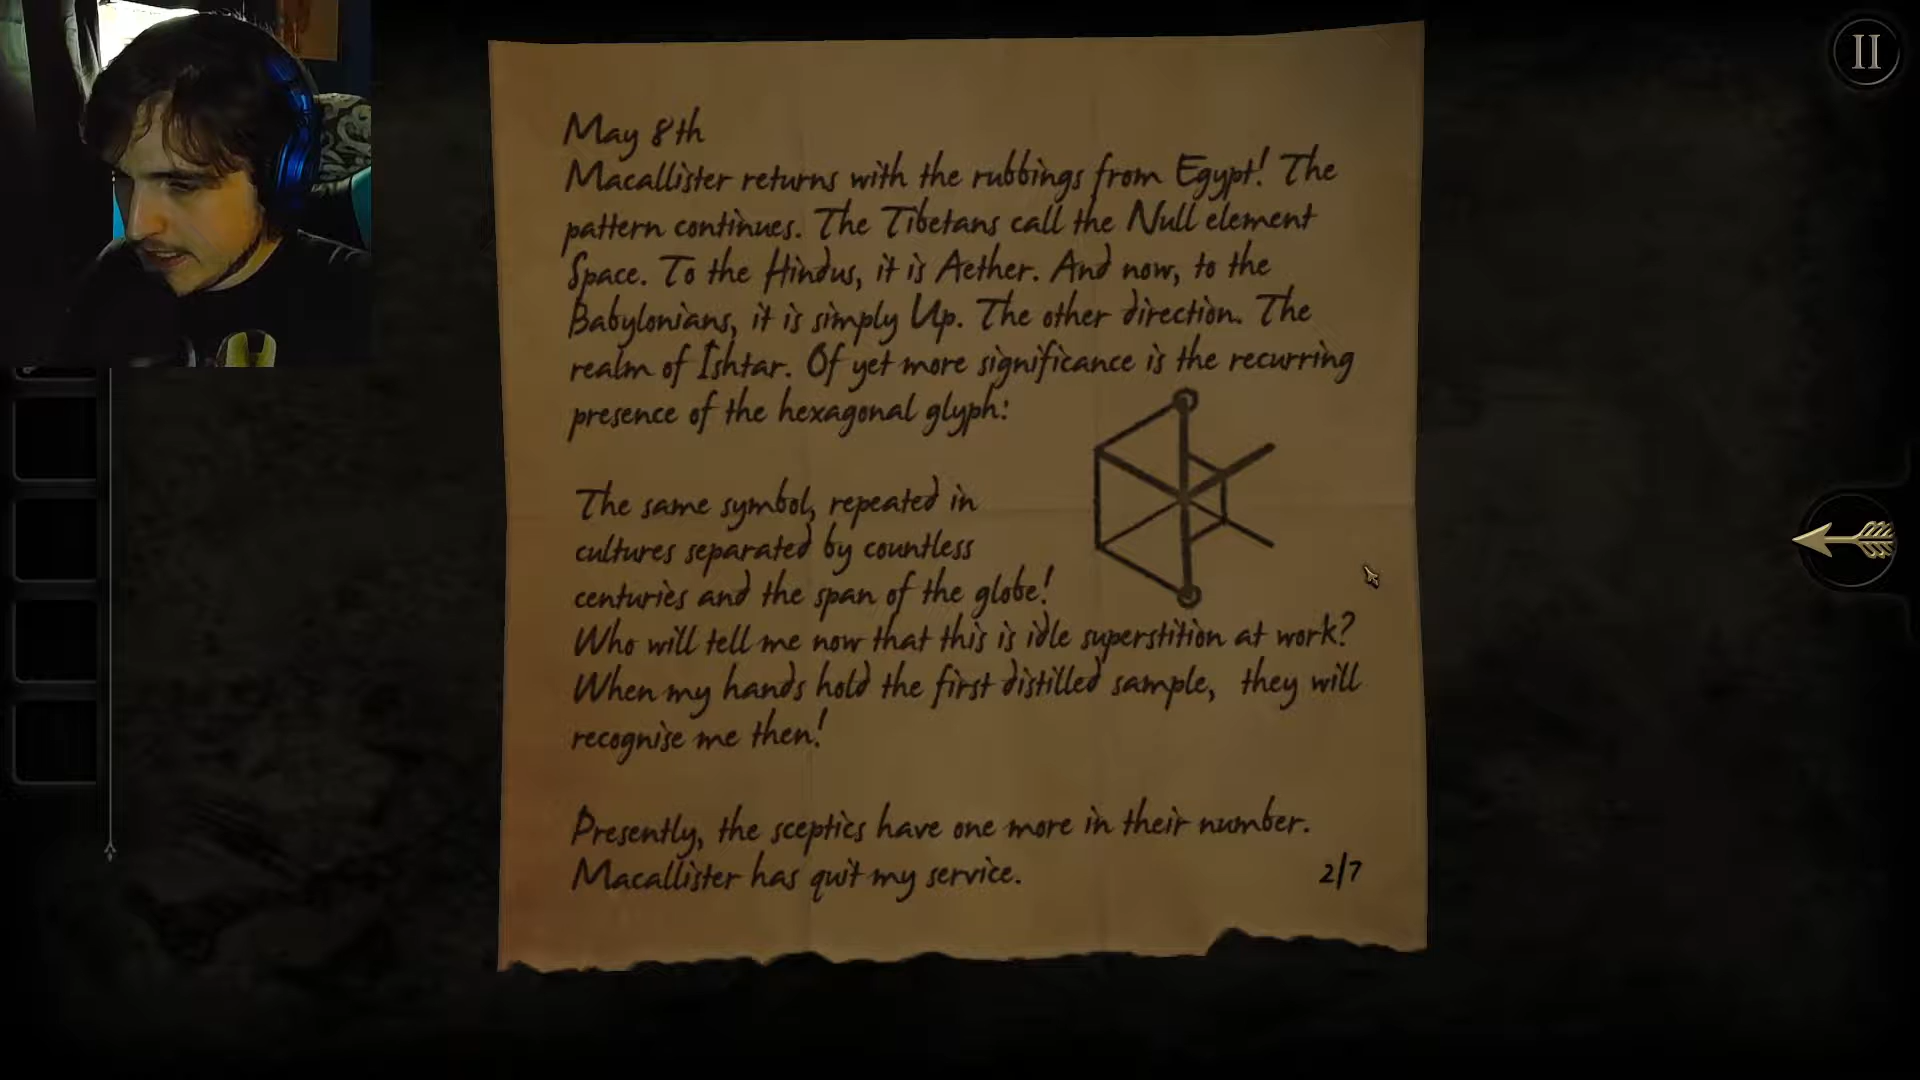 II
May 8th
Macallister returns with the rubbings from Egypt! The
pattern continues. The Tibetans call the Null element
Space. To the Hindus, it is Aether. And now, to the
Babylonians, it is simply Up. The other direction. The
realm of Ishtar. Of yet more significance is the recurring
presence of the hexagonal glyph:
The same symbol, repeated in
cultures separated by countless
centuries and the span of the globe!
Who will tell me now that this is idle superstition at work?
When my hands hold the first distilled sample, they will
recognise me then!
Presently, the sceptics have one more in their number.
Macallister has quit my service.
2/7